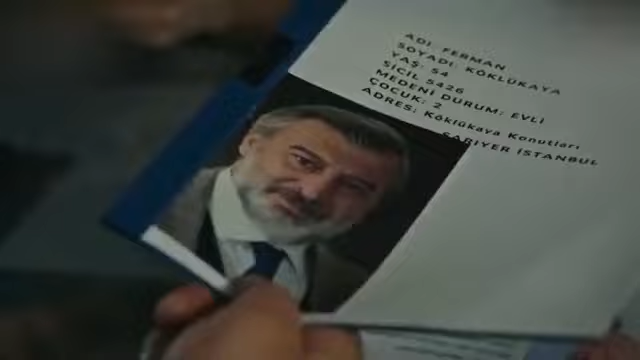 ADI: FERMAN
SOYADI: KÖKLÜKAYA
YAŞ: 54
SİCİL 5426
MEDENİ DURUM: EVLİ
ÇOCUK: 2
ADRES: Köklükaya Konutları
SARIYER İSTANBUL